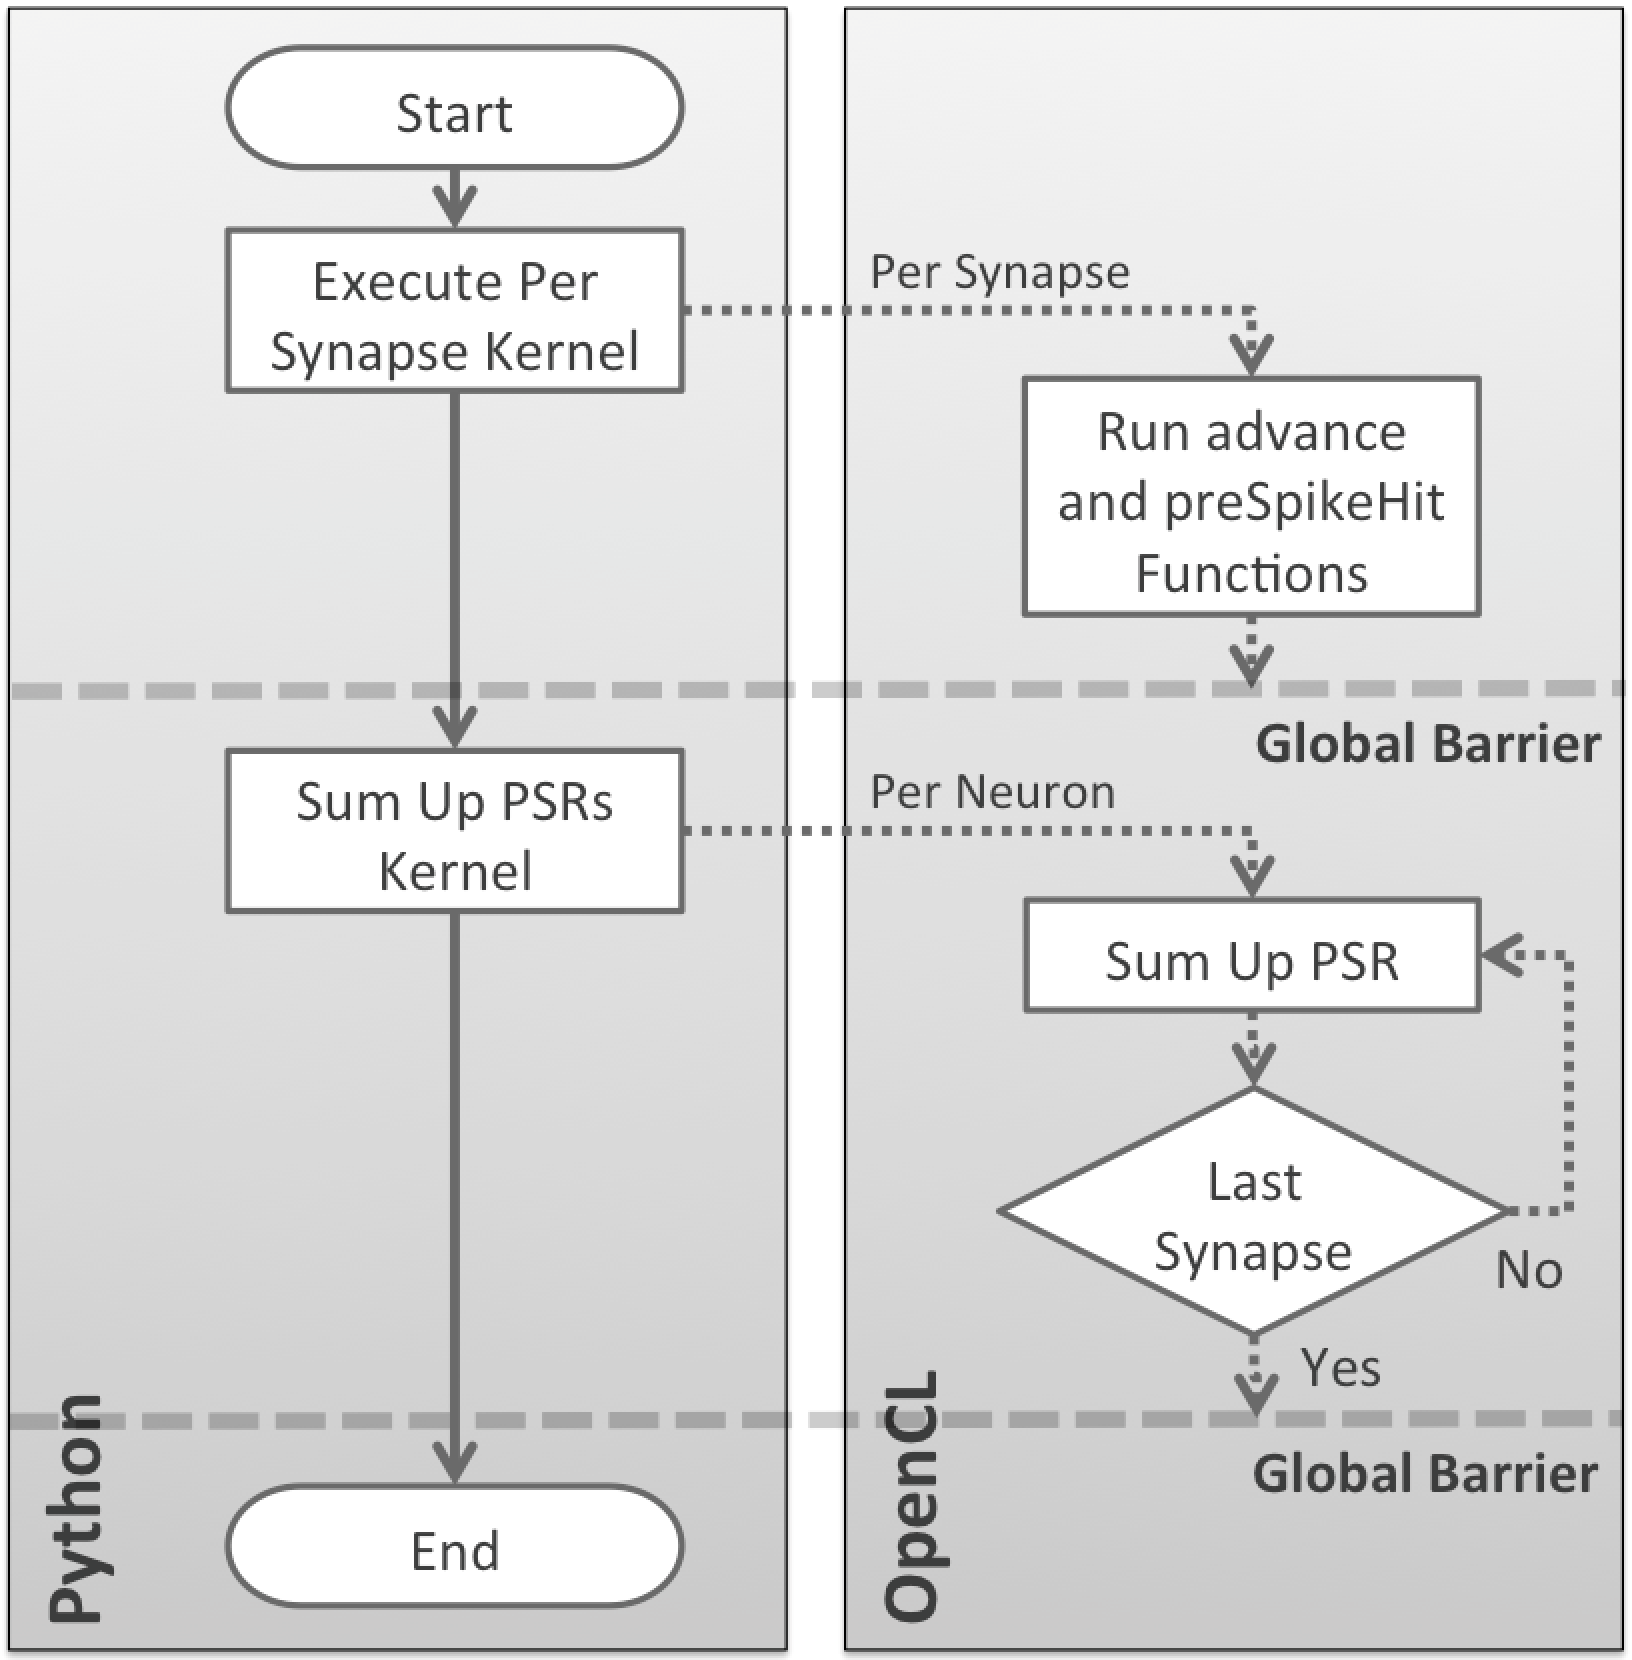 Start
Execute Per
Synapse Kernel
Per Synapse
Run advance
and preSpikeHit
Functions
Global Barrier
Sum Up PSRs
Kernel
Per Neuron
Sum Up PSR
Last
Synapse
No
Yes
Global Barrier
End
Python
OpenCL